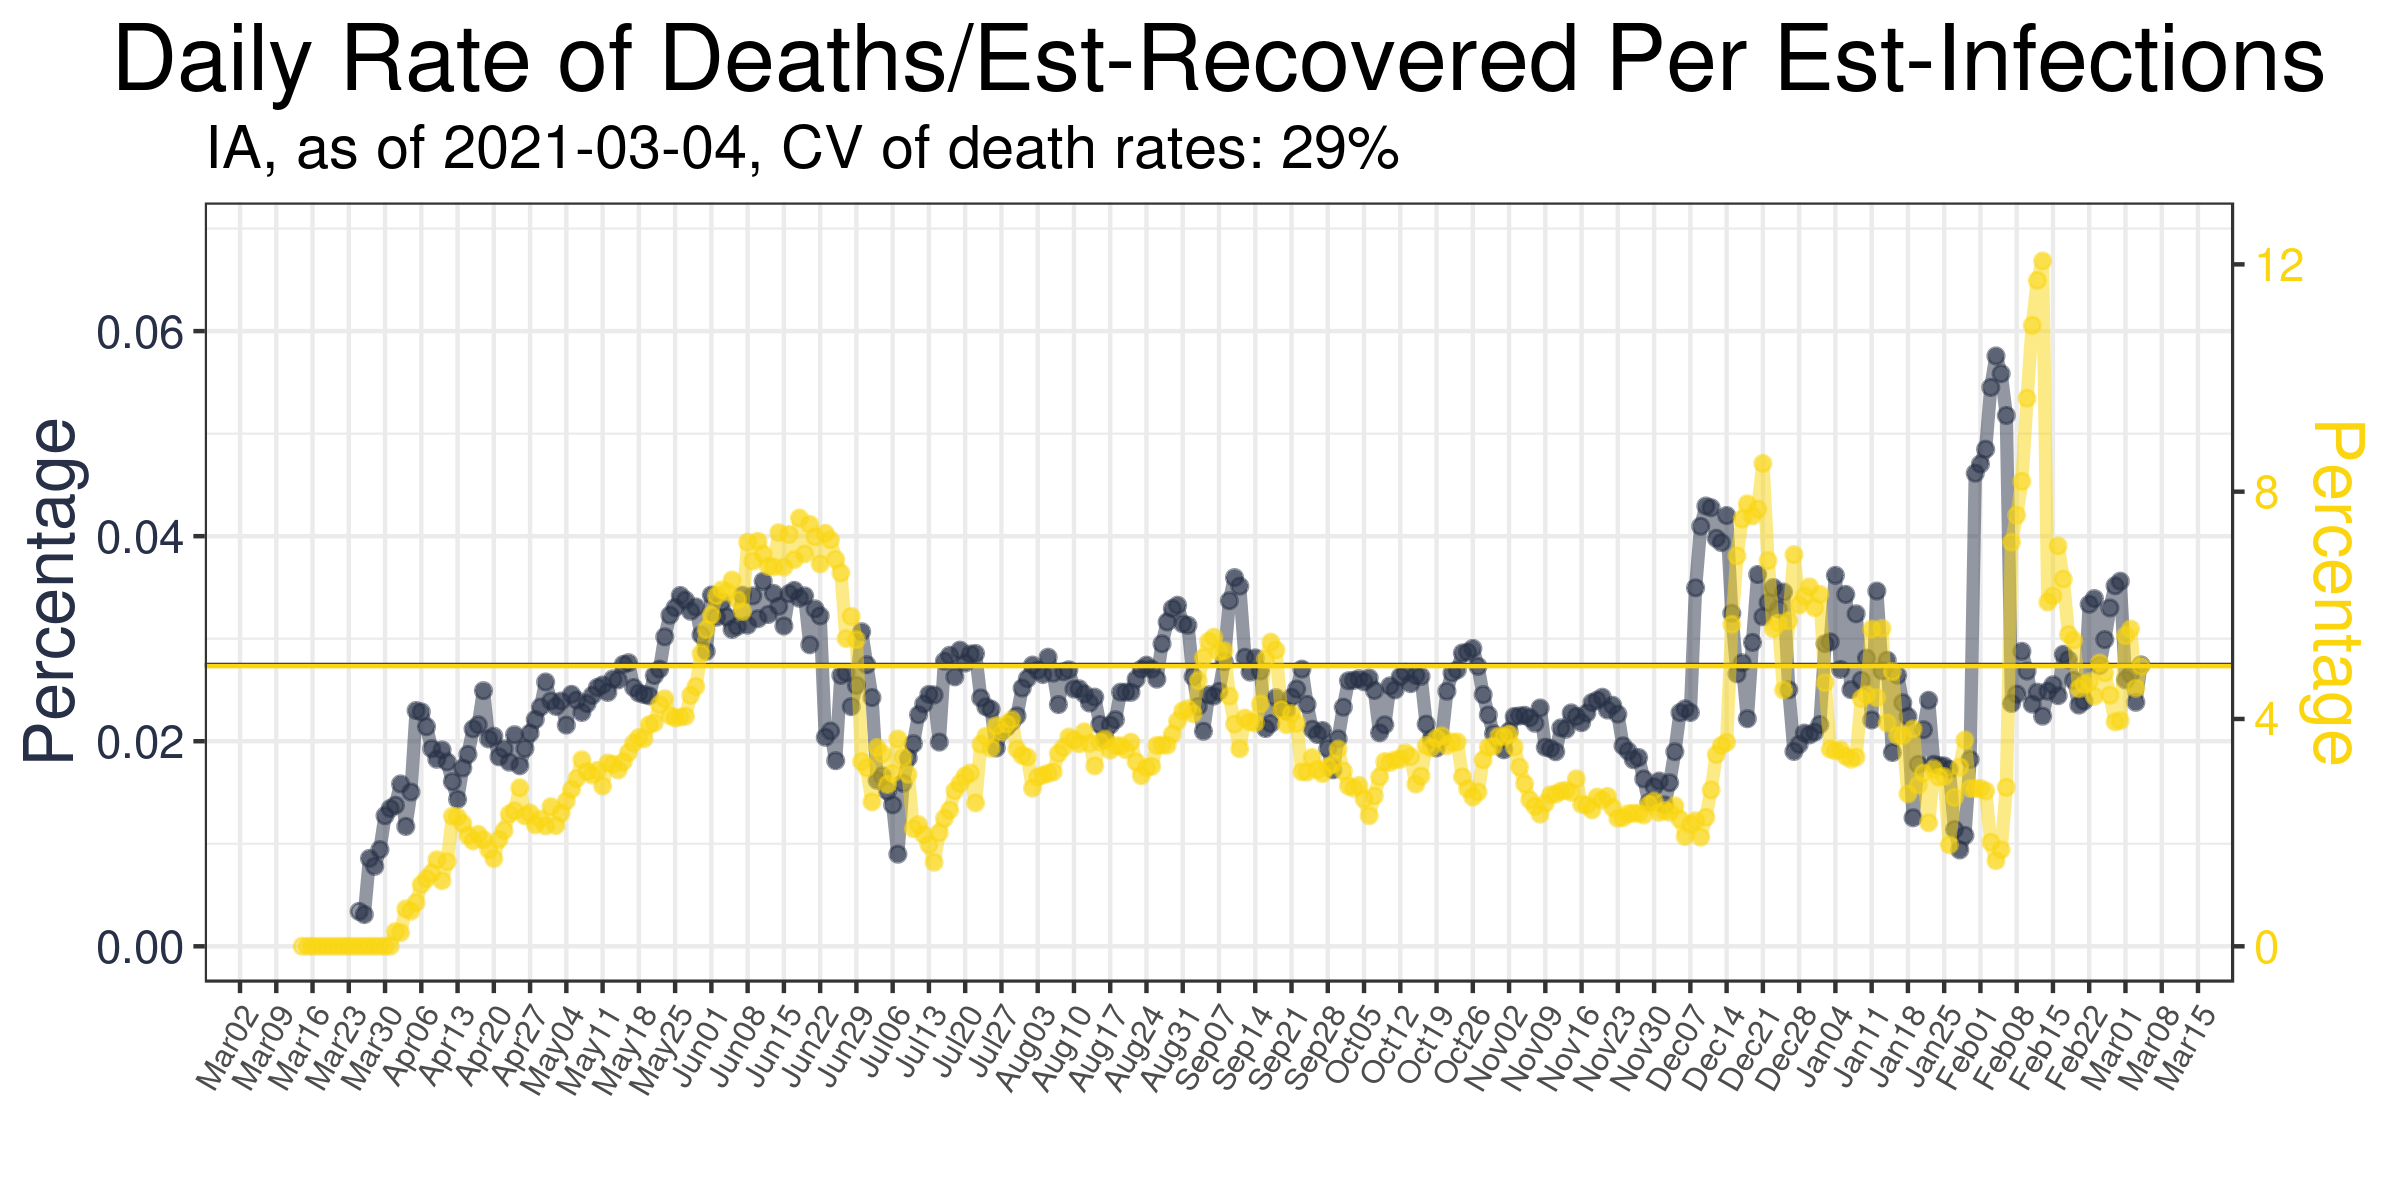 Daily Rate of Deaths/Est-Recovered Per Est-Infections
IA, as of 2021-03-04, CV of death rates: 29%
Percentage
0.06
0.04
0.02
0.00
12
8
4
0
Percentage
Mar02
Mar09
Mar16
Mar23
Mar30
Apr06
Apr13
Apr20
Apr27
May04
May11
May18
May25
Jun01
Jun08
Jun15
Jun22
Jun29
Jul06
Jul13
Jul20
Jul27
Aug03
Aug10
Aug17
Aug24
Aug31
Sep07
Sep14
Sep21
Sep28
Oct05
Oct12
Oct19
Oct26
Nov02
Nov09
Nov16
Nov23
Nov30
Dec07
Dec14
Dec21
Dec28
Jan04
Jan11
Jan18
Jan25
Feb01
Feb08
Feb15
Feb22
Mar01
Mar08
Mar15